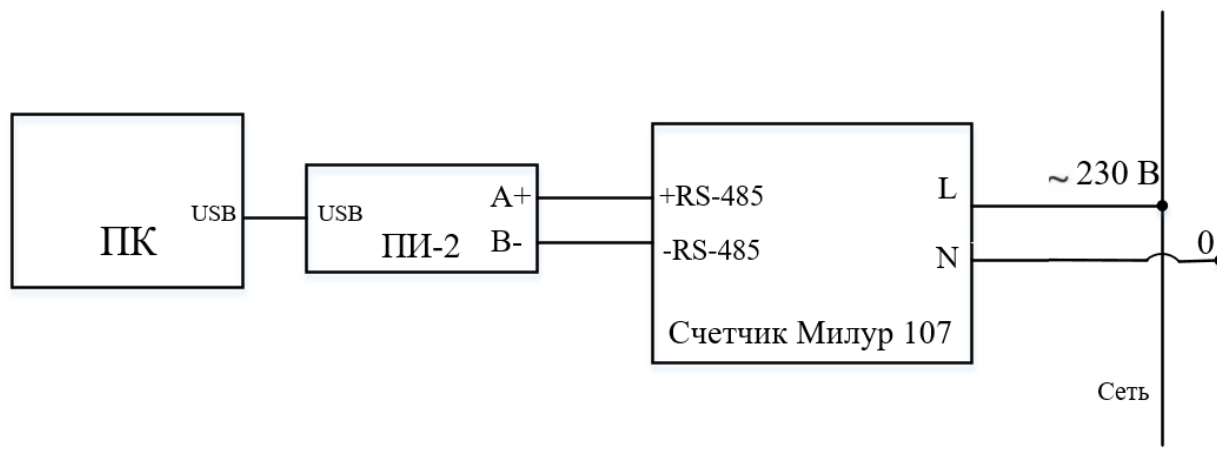 ПК
USB
USB
ПИ-2
A+
B-
+RS-485
-RS-485
L
N
Счетчик Милур 107
~ 230 В
0
Сеть